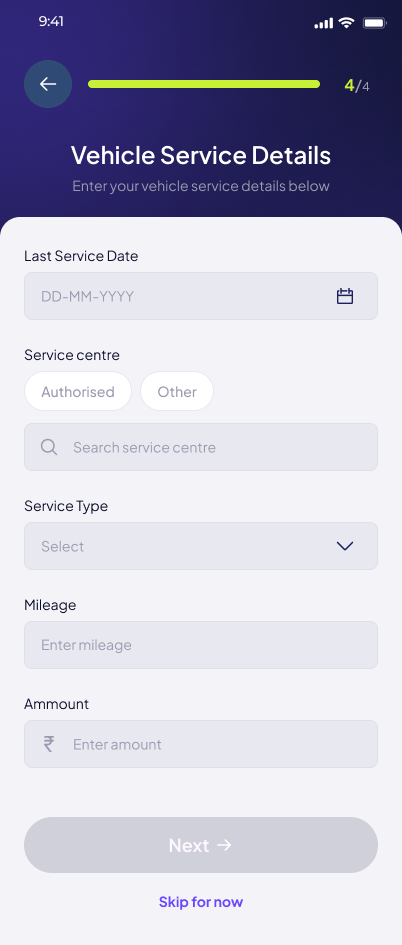 9:41
4/4
Vehicle Service Details
Enter your vehicle service details below
Last Service Date
DD-MM-YYYY
Service centre
Authorised Other
Search service centre
Service Type
Select
Mileage
Enter mileage
Ammount
₹ Enter amount
Next →
Skip for now